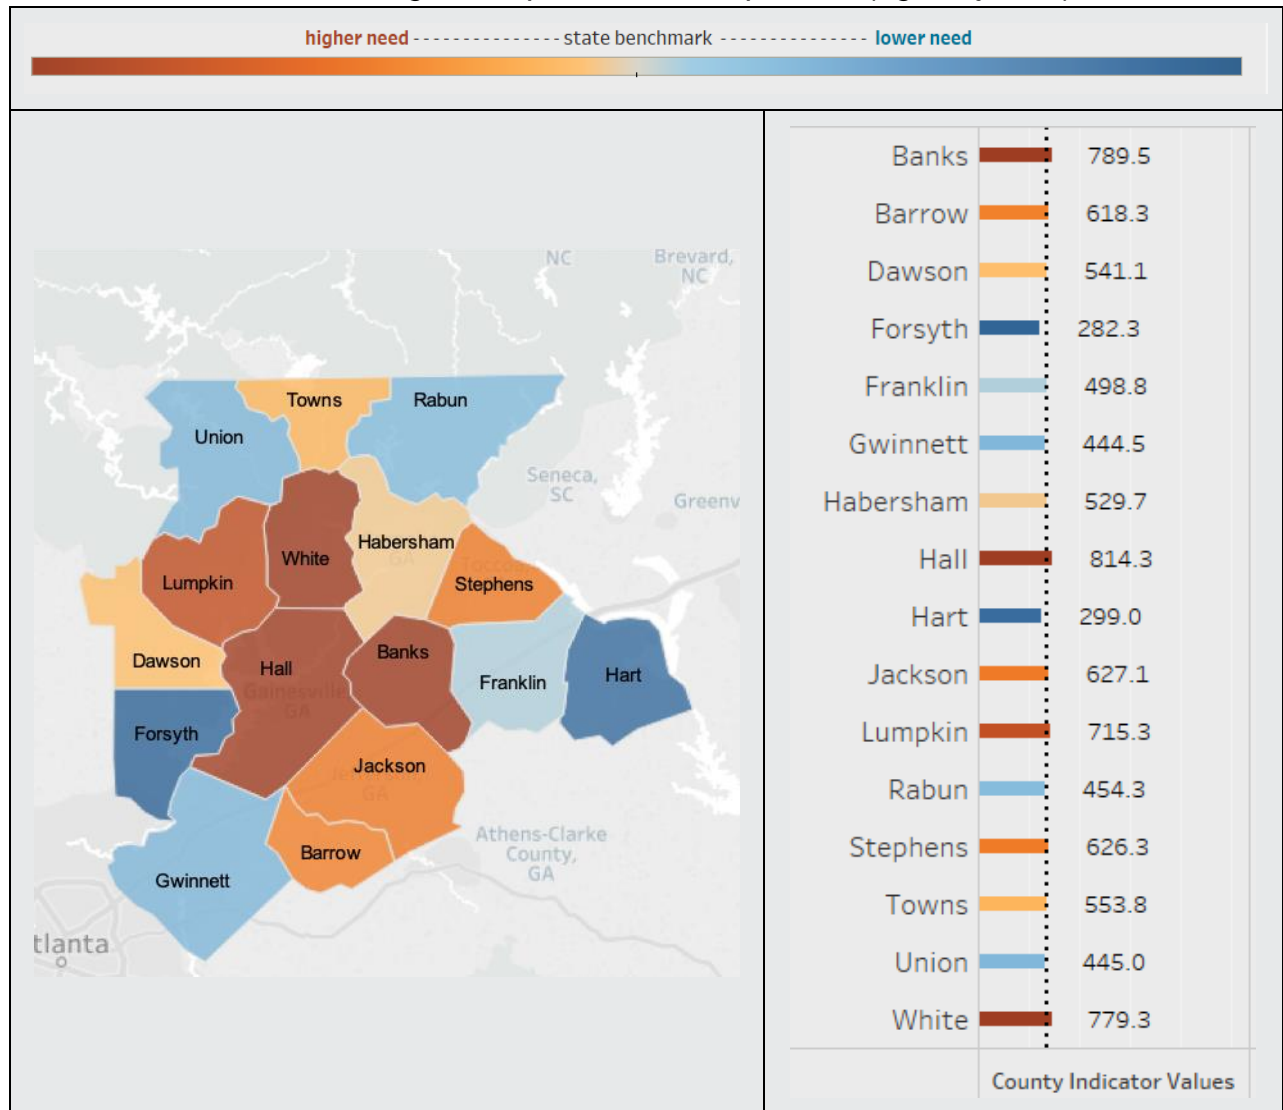 higher need - - - - - - - - - - - - - - - state benchmark - - - - - - - - - - - - - - - lower need
NC
Brevard,
NC
Towns
Rabun
Union
Seneca,
SC
Greenv
White
Habersham
Lumpkin
Stephens
Dawson
Hall
Banks
Gainesville
GA
Franklin
Hart
Forsyth
Jackson
GA
Barrow
Athens-Clarke
County,
GA
Gwinnett
tlanta
Banks 789.5
Barrow 618.3
Dawson 541.1
Forsyth 282.3
Franklin 498.8
Gwinnett 444.5
Habersham 529.7
Hall 814.3
Hart 299.0
Jackson 627.1
Lumpkin 715.3
Rabun 454.3
Stephens 626.3
Towns 553.8
Union 445.0
White 779.3
County Indicator Values